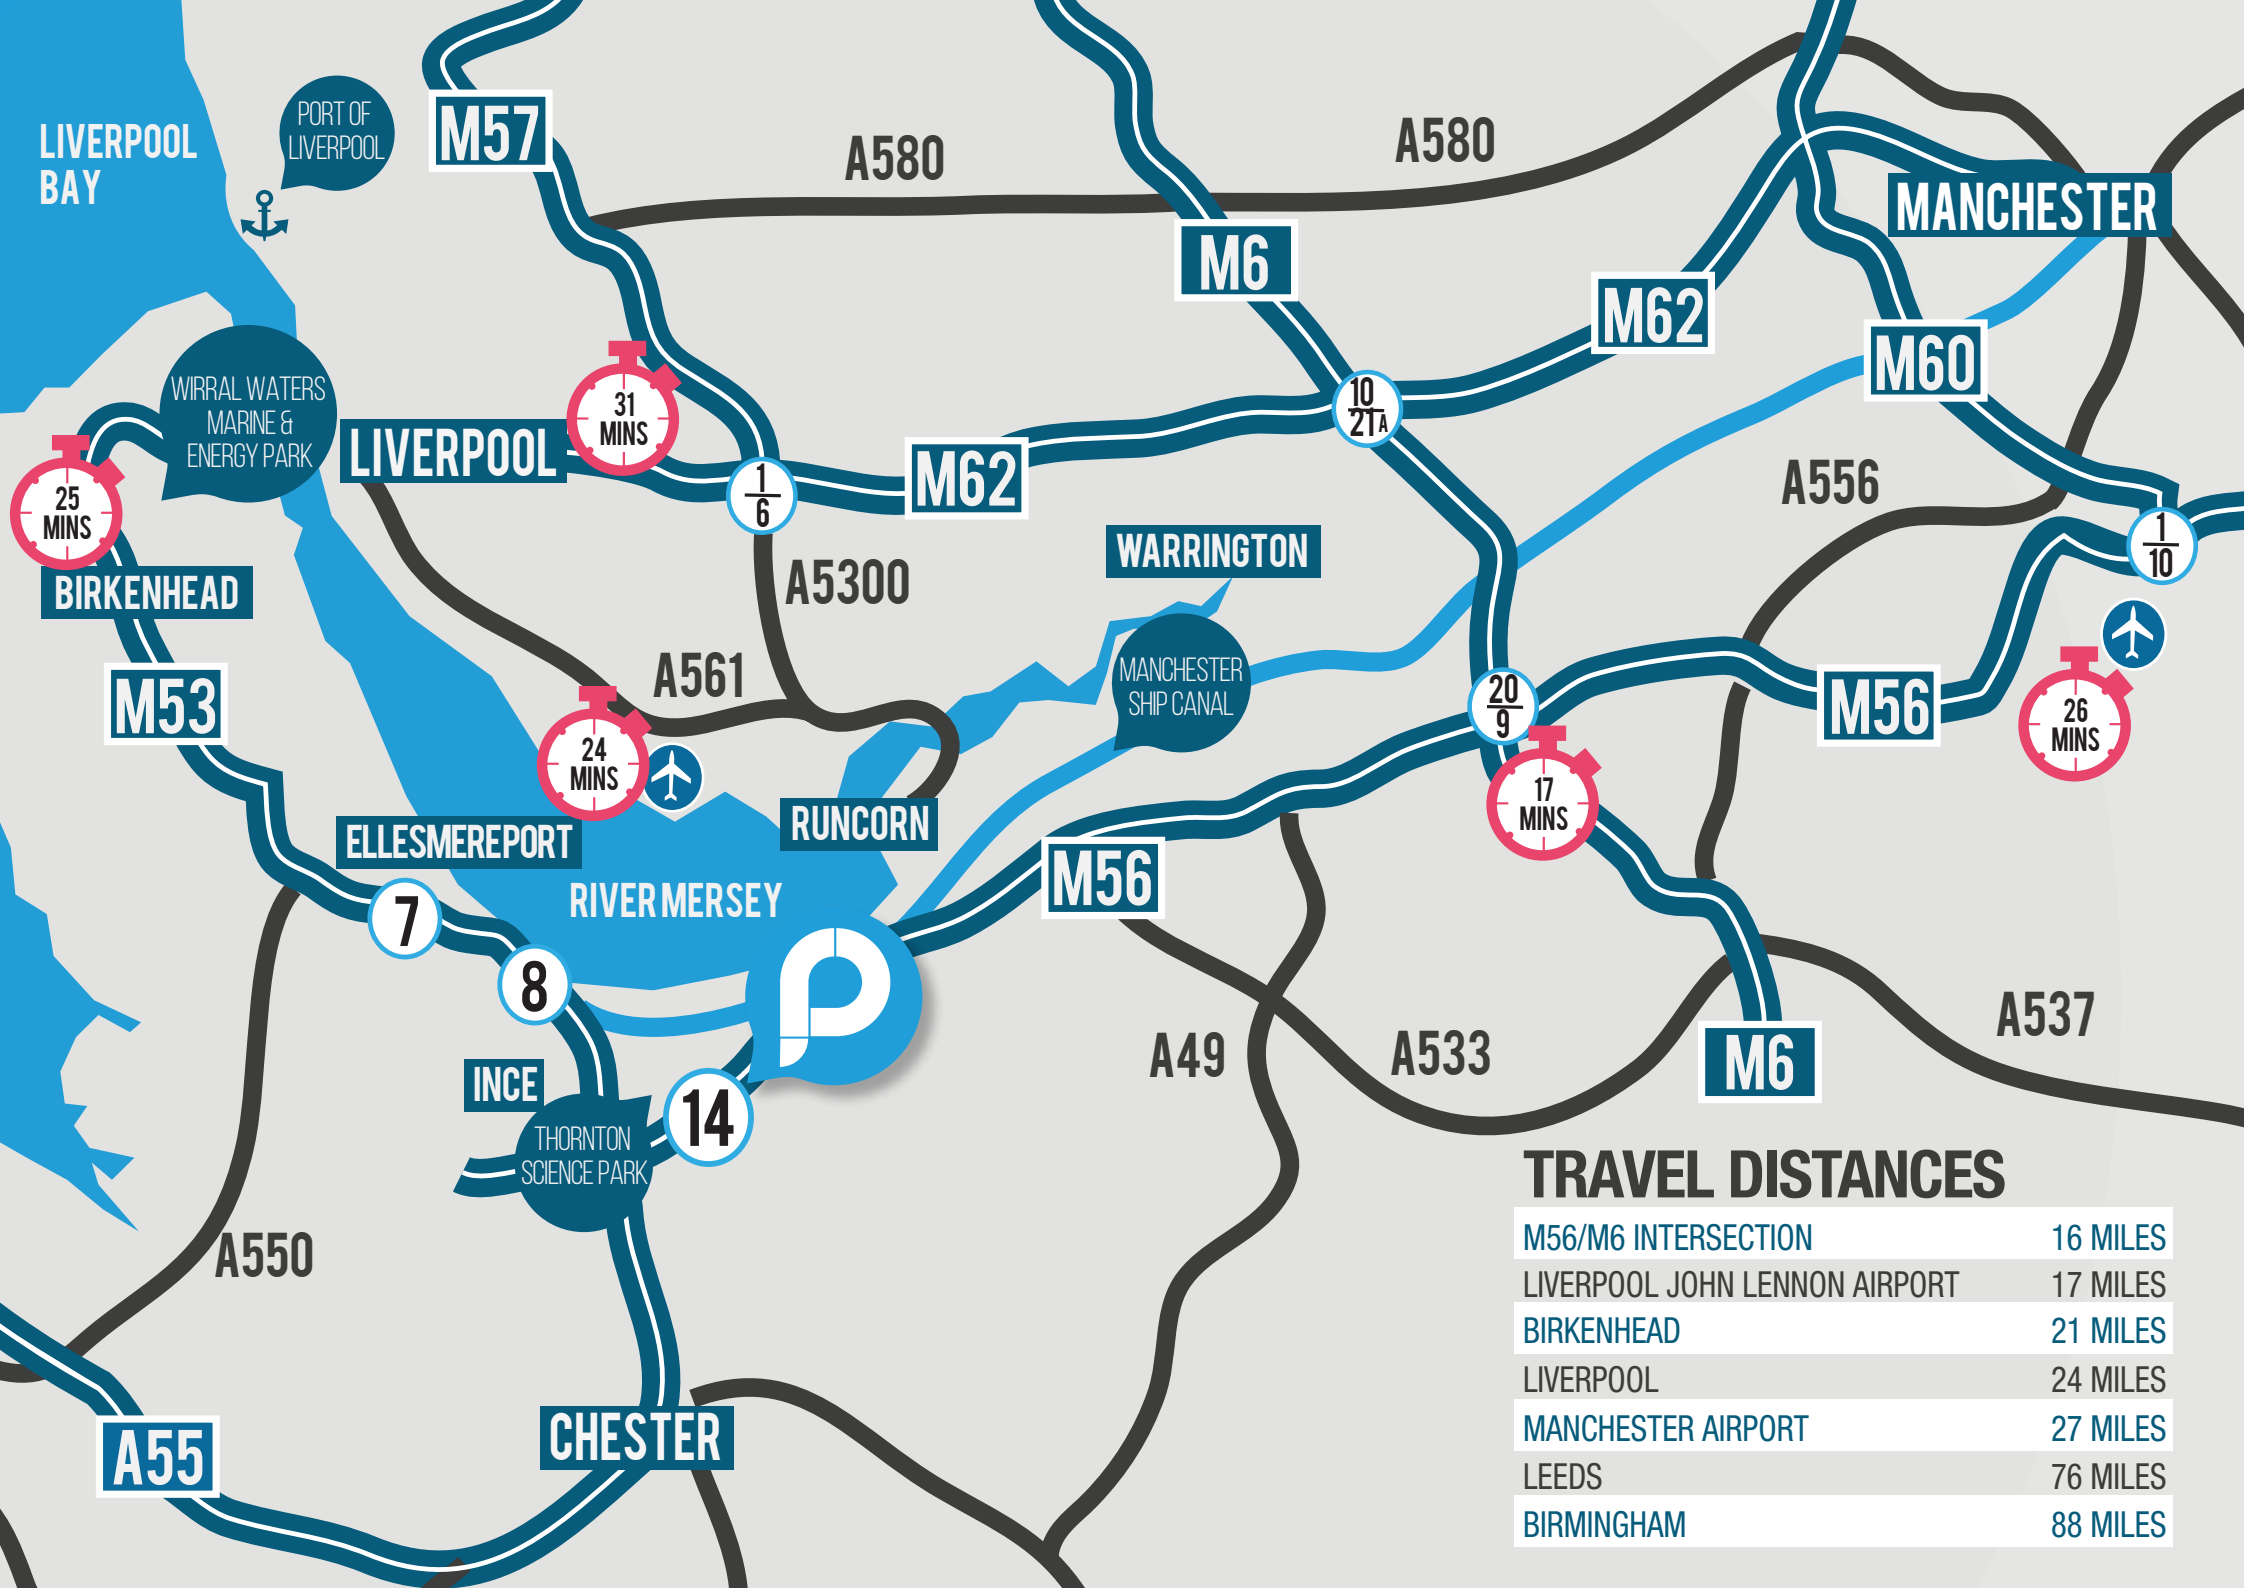 LIVERPOOL
BAY
PORT OF
LIVERPOOL
M57
A580
A580
MANCHESTER
M6
M62
M60
WIRRAL WATERS
MARINE &
ENERGY PARK
31
MINS
10
21A
LIVERPOOL
M62
1
6
25
MINS
A556
1
10
BIRKENHEAD
A5300
WARRINGTON
M53
A561
MANCHESTER
SHIP CANAL
20
9
M56
26
MINS
24
MINS
17
MINS
ELLESMEREPORT
RUNCORN
M56
RIVER MERSEY
7
8
P
INCE
14
A49
A533
M6
A537
THORNTON
SCIENCE PARK
A550
A55
CHESTER
TRAVEL DISTANCES
M56/M6 INTERSECTION 16 MILES
LIVERPOOL JOHN LENNON AIRPORT 17 MILES
BIRKENHEAD 21 MILES
LIVERPOOL 24 MILES
MANCHESTER AIRPORT 27 MILES
LEEDS 76 MILES
BIRMINGHAM 88 MILES